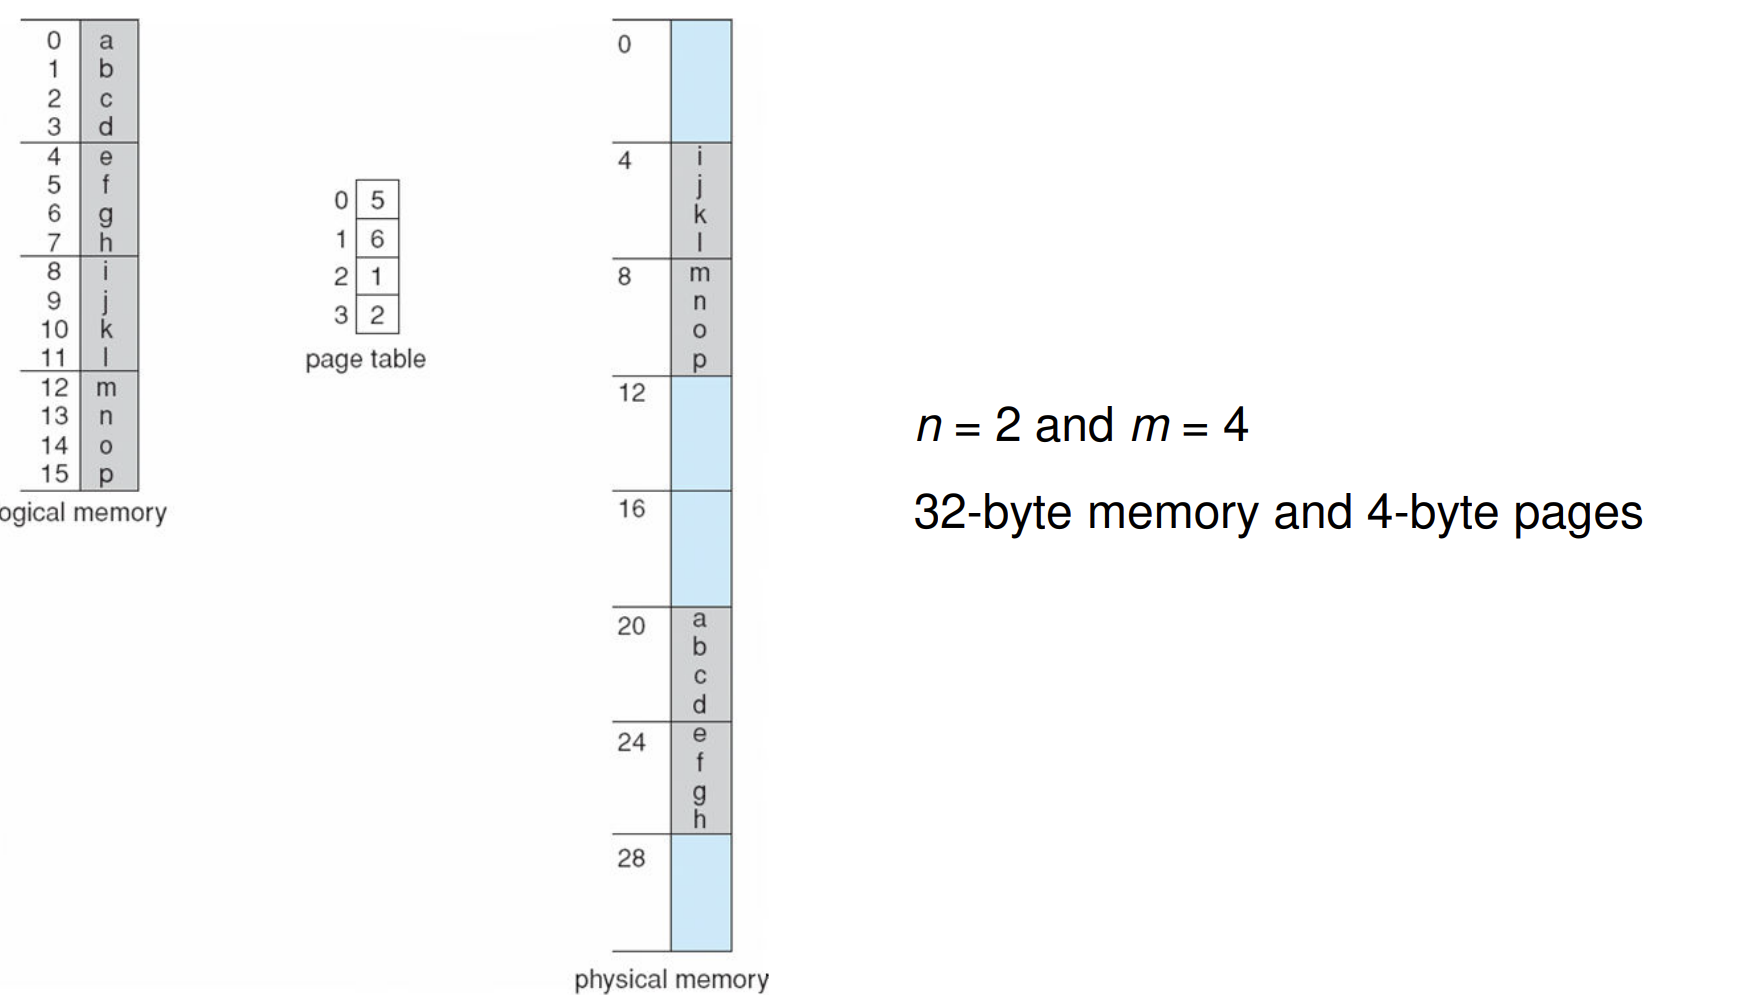 0 a
1 b
2 c
3 d
4 e
5 f
6 g
7 h
8 i
9 j
10 k
11 l
12 m
13 n
14 o
15 p
ogical memory
0 5
1 6
2 1
3 2
page table
0
4 i
j
k
l
8 m
n
o
p
12
16
20 a
b
c
d
24 e
f
g
h
28
physical memory
n = 2 and m = 4
32-byte memory and 4-byte pages